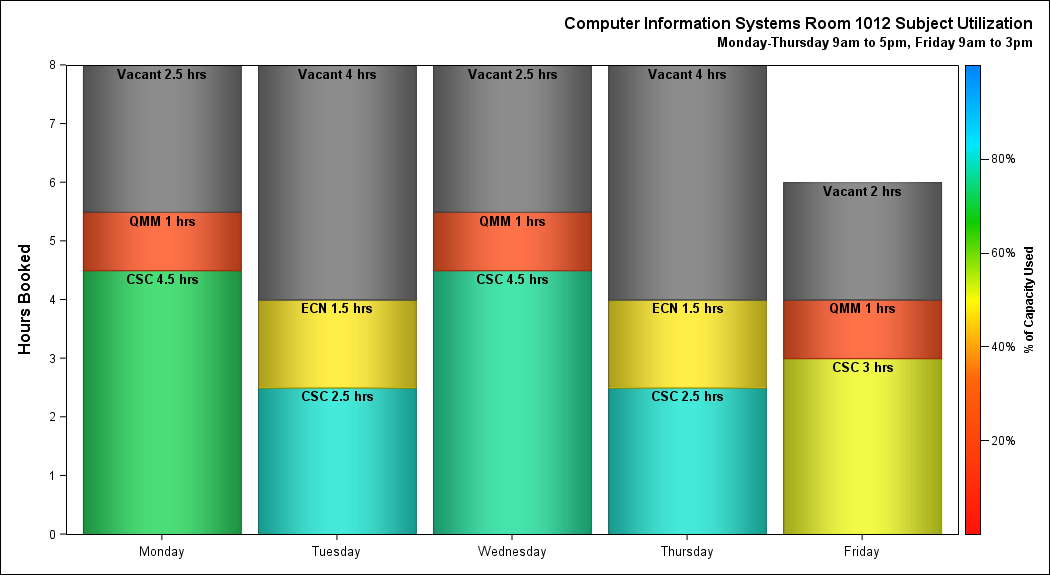 Computer Information Systems Room 1012 Subject Utilization
Monday-Thursday 9am to 5pm, Friday 9am to 3pm
8
7
6
5
4
3
2
1
0
Hours Booked
Vacant 2.5 hrs
QMM 1 hrs
CSC 4.5 hrs
Vacant 4 hrs
ECN 1.5 hrs
CSC 2.5 hrs
Vacant 2.5 hrs
QMM 1 hrs
CSC 4.5 hrs
Vacant 4 hrs
ECN 1.5 hrs
CSC 2.5 hrs
Vacant 2 hrs
QMM 1 hrs
CSC 3 hrs
Monday
Tuesday
Wednesday
Thursday
Friday
80%
60%
40%
20%
% of Capacity Used